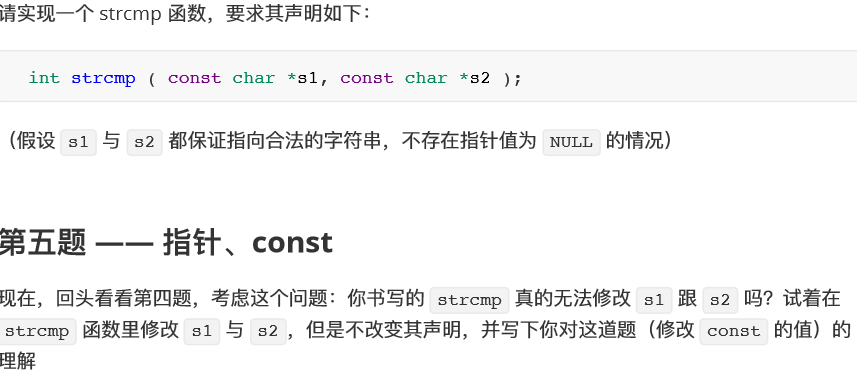 请实现一个 strcmp 函数，要求其声明如下：
int strcmp ( const char *s1, const char *s2 );
（假设 s1 与 s2 都保证指向合法的字符串，不存在指针值为 NULL 的情况）
第五题 —— 指针、const
现在，回头看看第四题，考虑这个问题：你书写的 strcmp 真的无法修改 s1 跟 s2 吗？试着在
strcmp 函数里修改 s1 与 s2，但是不改变其声明，并写下你对这道题（修改 const 的值）的
理解